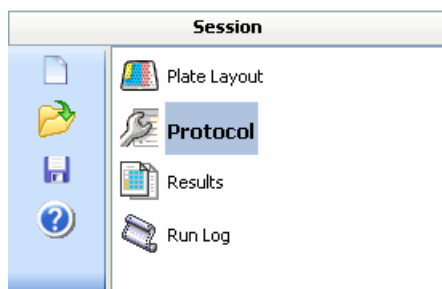 Session
Plate Layout
Protocol
Results
Run Log